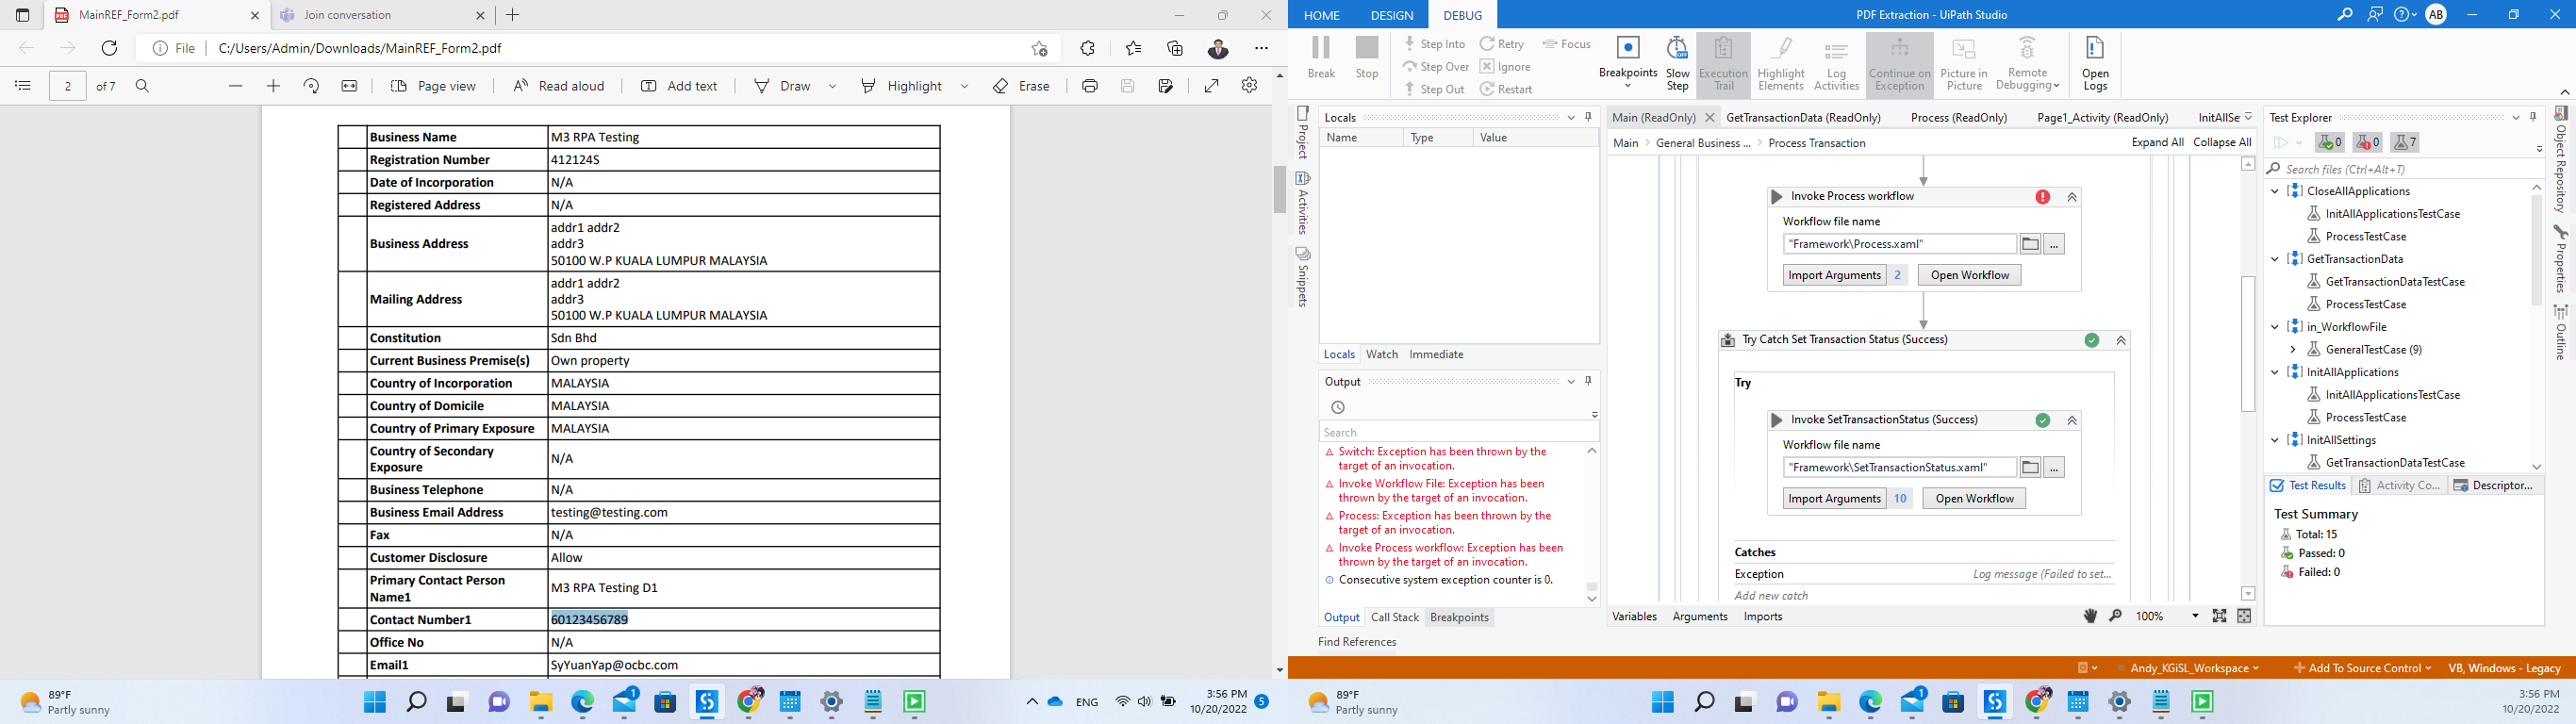 MainREF_Form2.pdf
Join conversation
File
C:/Users/Admin/Downloads/MainREF_Form2.pdf
2 of 7
Page view
Read aloud
Add text
Draw
Highlight
Erase
Business Name M3 RPA Testing
Registration Number 412124S
Date of Incorporation N/A
Registered Address N/A
Business Address addr1 addr2
addr3
50100 W.P KUALA LUMPUR MALAYSIA
Mailing Address addr1 addr2
addr3
50100 W.P KUALA LUMPUR MALAYSIA
Constitution Sdn Bhd
Current Business Premise(s) Own property
Country of Incorporation MALAYSIA
Country of Domicile MALAYSIA
Country of Primary Exposure MALAYSIA
Country of Secondary
Exposure N/A
Business Telephone N/A
Business Email Address testing@testing.com
Fax N/A
Customer Disclosure Allow
Primary Contact Person
Name1 M3 RPA Testing D1
Contact Number1 60123456789
Office No N/A
Email1 SyYuanYap@ocbc.com
89°F
Partly sunny
1
ENG
3:56 PM
10/20/2022
5
HOME
DESIGN
DEBUG
PDF Extraction - UiPath Studio
AB
Break
Stop
Step Into
Step Over
Step Out
Retry
Ignore
Restart
Focus
Breakpoints
Slow
Step
Execution
Trail
Highlight
Elements
Log
Activities
Continue on
Exception
Picture in
Picture
Remote
Debugging
Open
Logs
Project
Activities
Snippets
Locals
Name Type Value
Locals Watch Immediate
Output
Search
Switch: Exception has been thrown by the
target of an invocation.
Invoke Workflow File: Exception has been
thrown by the target of an invocation.
Process: Exception has been thrown by the
target of an invocation.
Invoke Process workflow: Exception has been
thrown by the target of an invocation.
Consecutive system exception counter is 0.
Output Call Stack Breakpoints
Find References
Main (ReadOnly)
GetTransactionData (ReadOnly)
Process (ReadOnly)
Page1_Activity (ReadOnly)
InitAllSe
Main > General Business ... > Process Transaction
Expand All Collapse All
Invoke Process workflow
Workflow file name
"Framework\Process.xaml"
...
Import Arguments 2
Open Workflow
Try Catch Set Transaction Status (Success)
Try
Invoke SetTransactionStatus (Success)
Workflow file name
"Framework\SetTransactionStatus.xaml"
...
Import Arguments 10
Open Workflow
Catches
Exception Log message (Failed to set...
Add new catch
Variables Arguments Imports
100%
Test Explorer
0
0
7
Search files (Ctrl+Alt+T)
CloseAllApplications
InitAllApplicationsTestCase
ProcessTestCase
GetTransactionData
GetTransactionDataTestCase
ProcessTestCase
in_WorkflowFile
GeneralTestCase (9)
InitAllApplications
InitAllApplicationsTestCase
ProcessTestCase
InitAllSettings
GetTransactionDataTestCase
Test Results
Activity Co...
Descriptor...
Test Summary
Total: 15
Passed: 0
Failed: 0
Object Repository
Properties
Outline
Andy_KGiSL_Workspace
Add To Source Control
VB, Windows - Legacy
89°F
Partly sunny
1
3:56 PM
10/20/2022